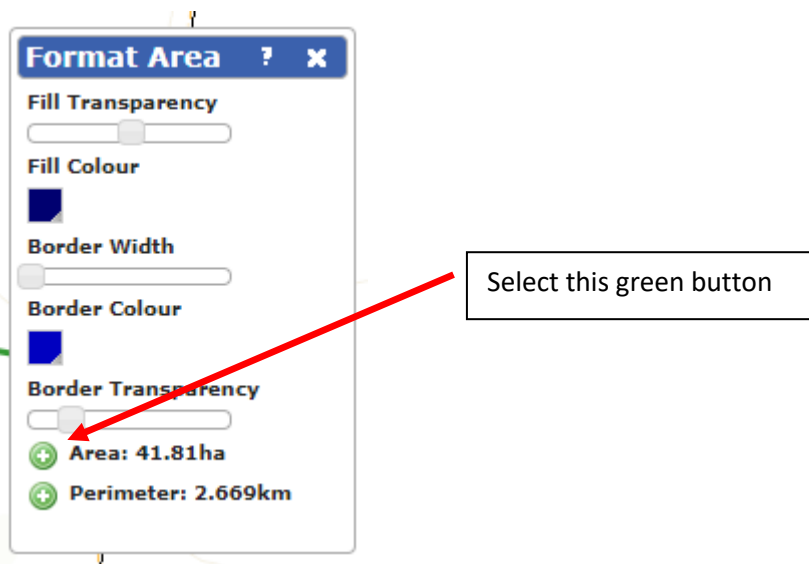 Format Area ? x
Fill Transparency
Fill Colour
Border Width
Select this green button
Border Colour
Border Transparency
Area: 41.81ha
Perimeter: 2.669km